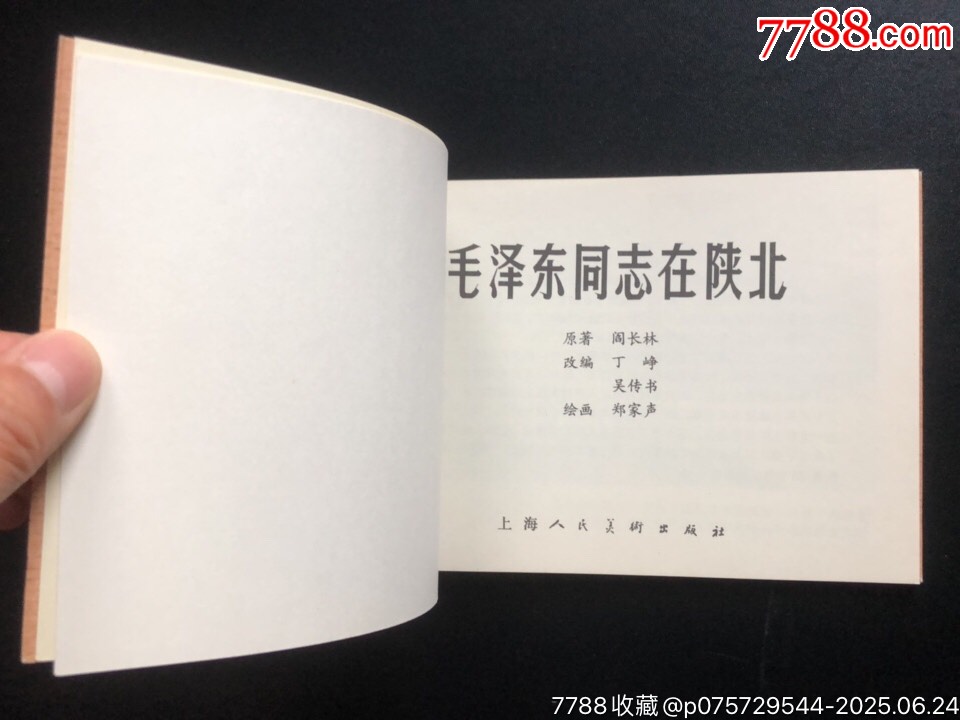 7788.com
毛泽东同志在陕北
原著 阎长林
改编 丁 峥
吴传书
绘画 郑家声
上海人民美術出版社
7788收藏@p075729544-2025.06.24